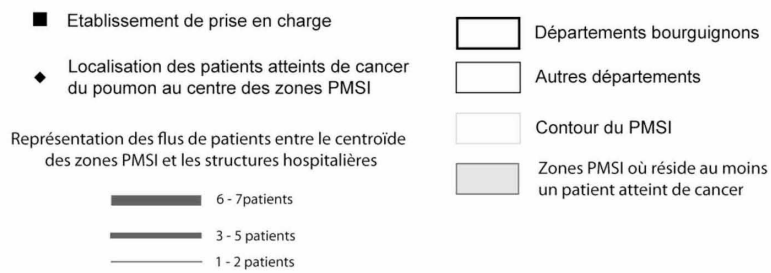 Etablissement de prise en charge
Localisation des patients atteints de cancer
du poumon au centre des zones PMSI
Représentation des flus de patients entre le centroïde
des zones PMSI et les structures hospitalières
6 - 7patients
3 - 5 patients
1 - 2 patients
Départements bourguignons
Autres départements
Contour du PMSI
Zones PMSI où réside au moins
un patient atteint de cancer